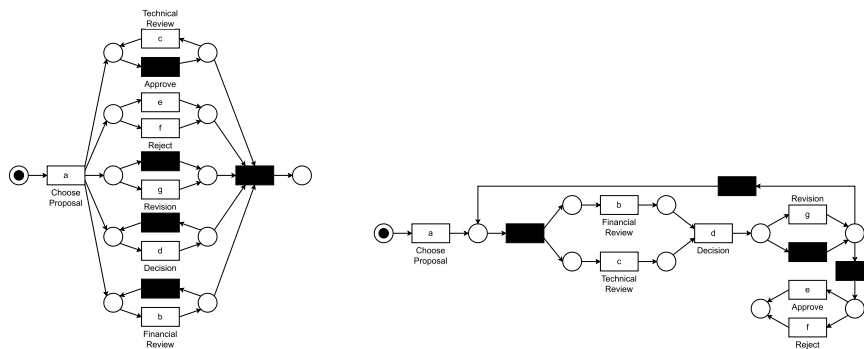 Technical
Review
c
Approve
e
f
Reject
a
Choose
Proposal
g
Revision
d
Decision
b
Financial
Review
a
Choose
Proposal
b
Financial
Review
c
Technical
Review
d
Decision
Revision
g
e
Approve
f
Reject